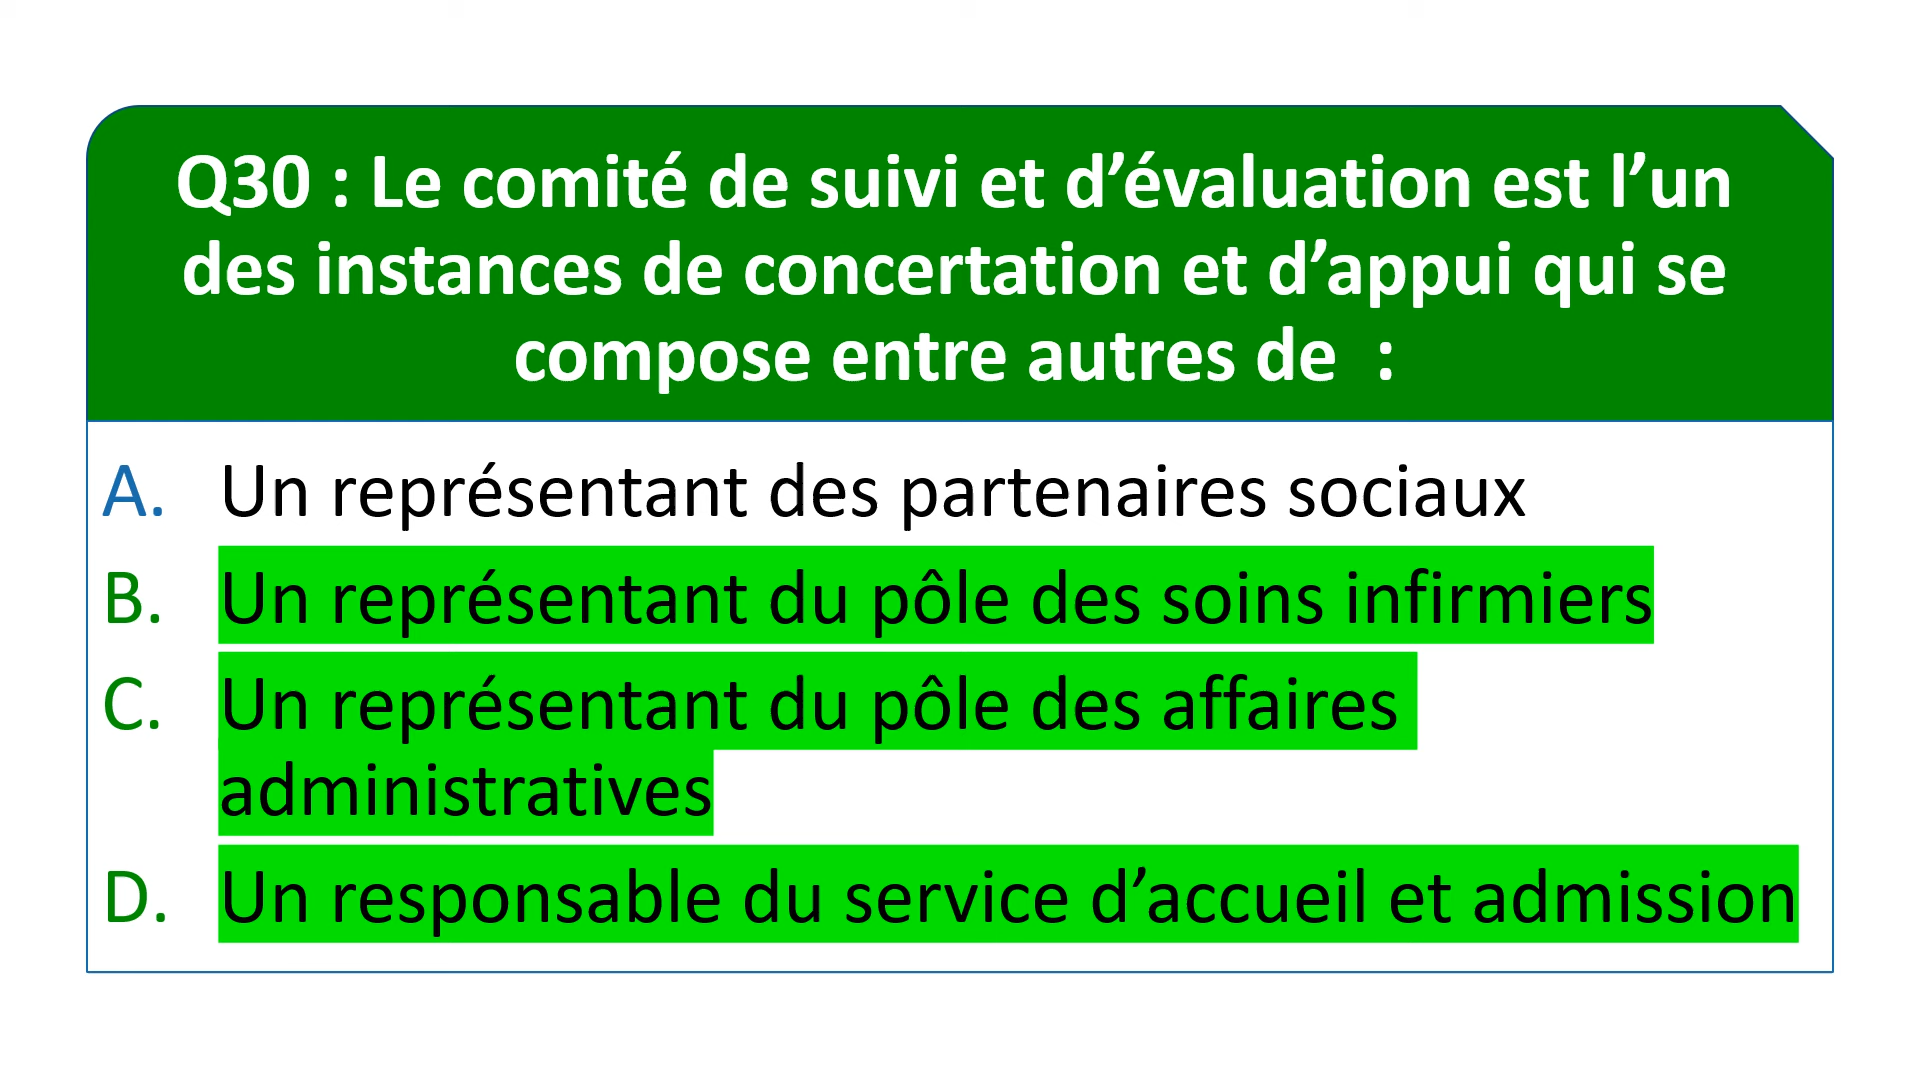 Q30 : Le comité de suivi et d’évaluation est l’un
des instances de concertation et d’appui qui se
compose entre autres de  :
A. Un représentant des partenaires sociaux
B. Un représentant du pôle des soins infirmiers
C. Un représentant du pôle des affaires
administratives
D. Un responsable du service d’accueil et admission